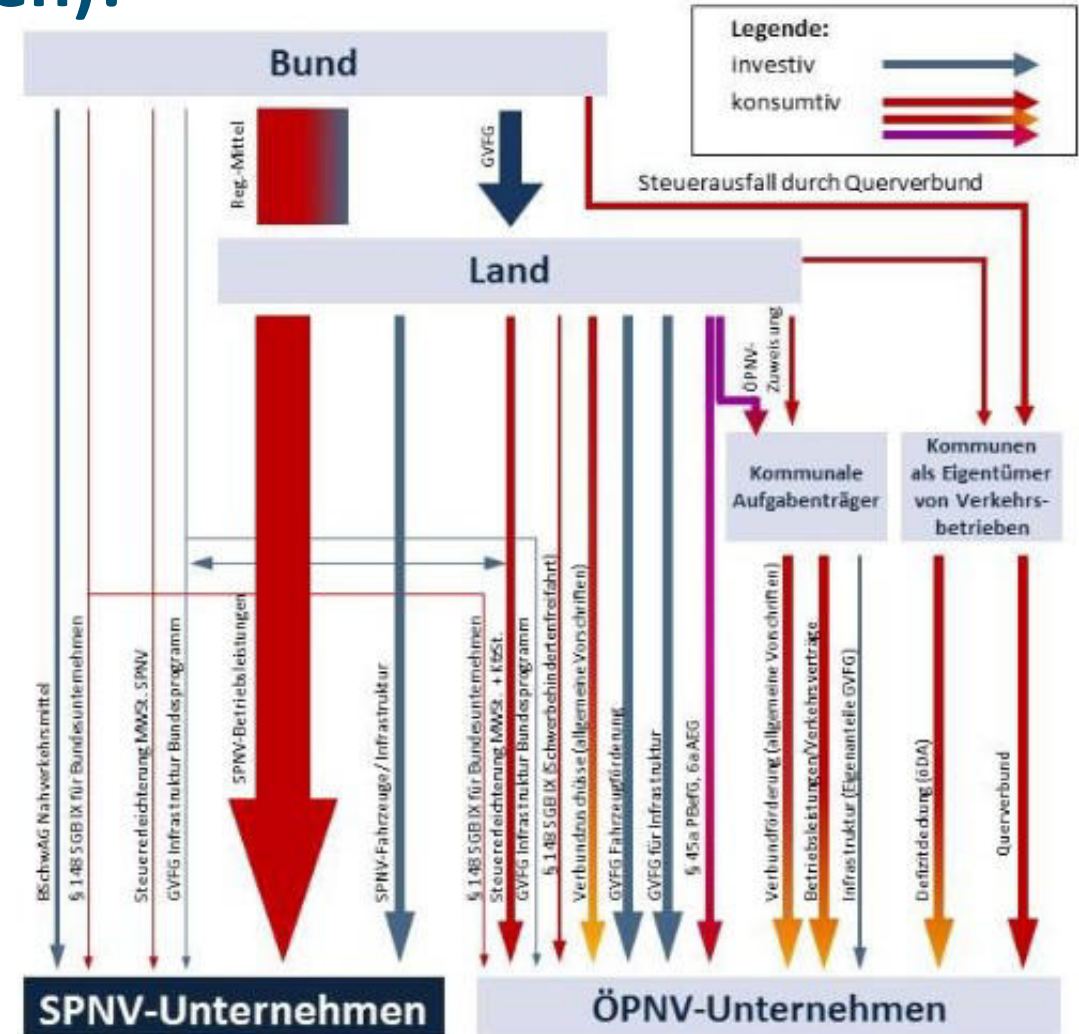 en).
Legende:
investiv
konsumtiv
Bund
Reg.-Mittel
GVFG
Steuerausfall durch Querverbund
Land
ÖPNV-
Zuweisung
Kommunale
Aufgabenträger
Kommunen
als Eigentümer
von Verkehrs-
betrieben
BSchwAG Nahverkehrsmittel
§ 148 SGB IX für Bundesunternehmen
Steuererleichterung MWSt. SPNV
GVFG Infrastruktur Bundesprogramm
SPNV-Betriebsleistungen
SPNV-Fahrzeuge/ Infrastruktur
§ 148 SGB IX für Bundesunternehmen
Steuererleichterung MWSt. + KfzSt.
GVFG Infrastruktur Bundesprogramm
§ 148 SGB IX (Schwerbehindertenfreifahrt)
Verbundzuschüsse (allgemeine Vorschriften)
GVFG Fahrzeugförderung
GVFG für Infrastruktur
§ 45a PBefG, 6a AEG
Verbundförderung (allgemeine Vorschriften)
Betriebsleistungen/Verkehrsverträge
Infrastruktur (Eigenanteile GVFG)
Defizitdeckung (öDA)
Querverbund
SPNV-Unternehmen
ÖPNV-Unternehmen